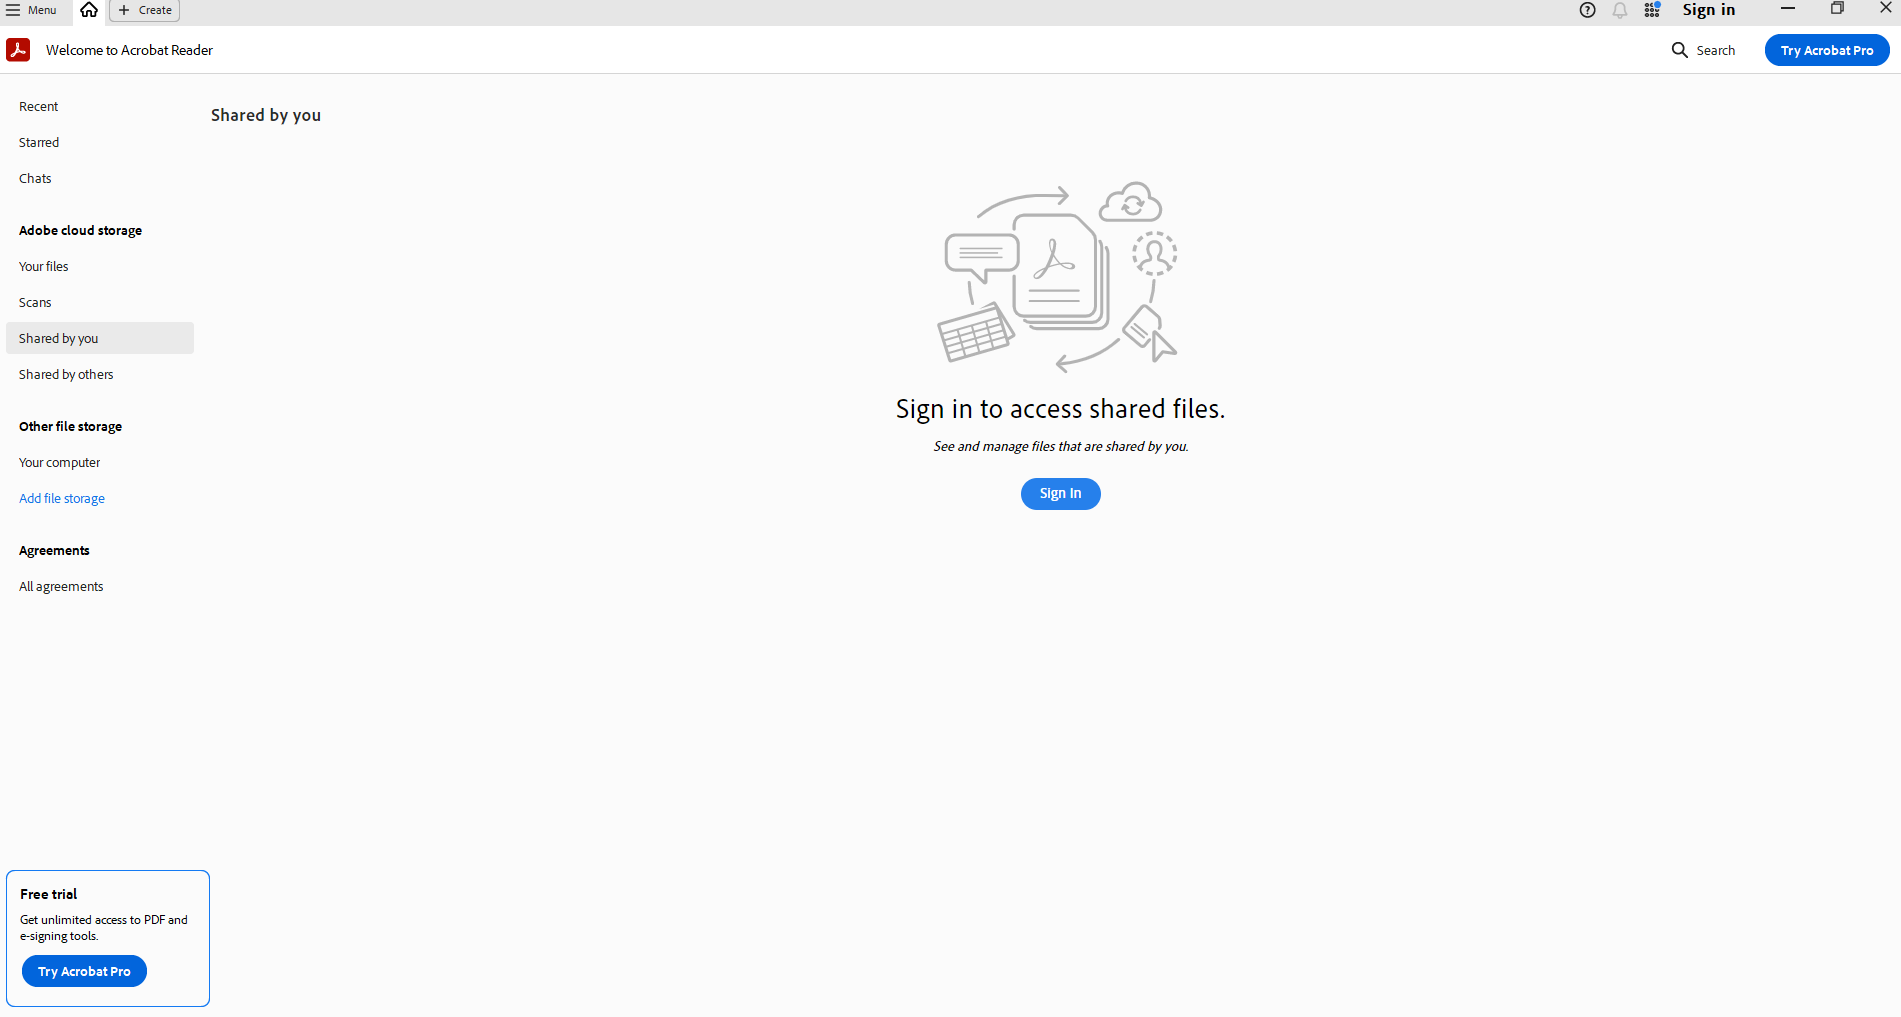 Menu
Create
Sign in
Welcome to Acrobat Reader
Search
Try Acrobat Pro
Recent
Starred
Chats
Adobe cloud storage
Your files
Scans
Shared by you
Shared by others
Other file storage
Your computer
Add file storage
Agreements
All agreements
Shared by you
Sign in to access shared files.
See and manage files that are shared by you.
Sign In
Free trial
Get unlimited access to PDF and
e-signing tools.
Try Acrobat Pro